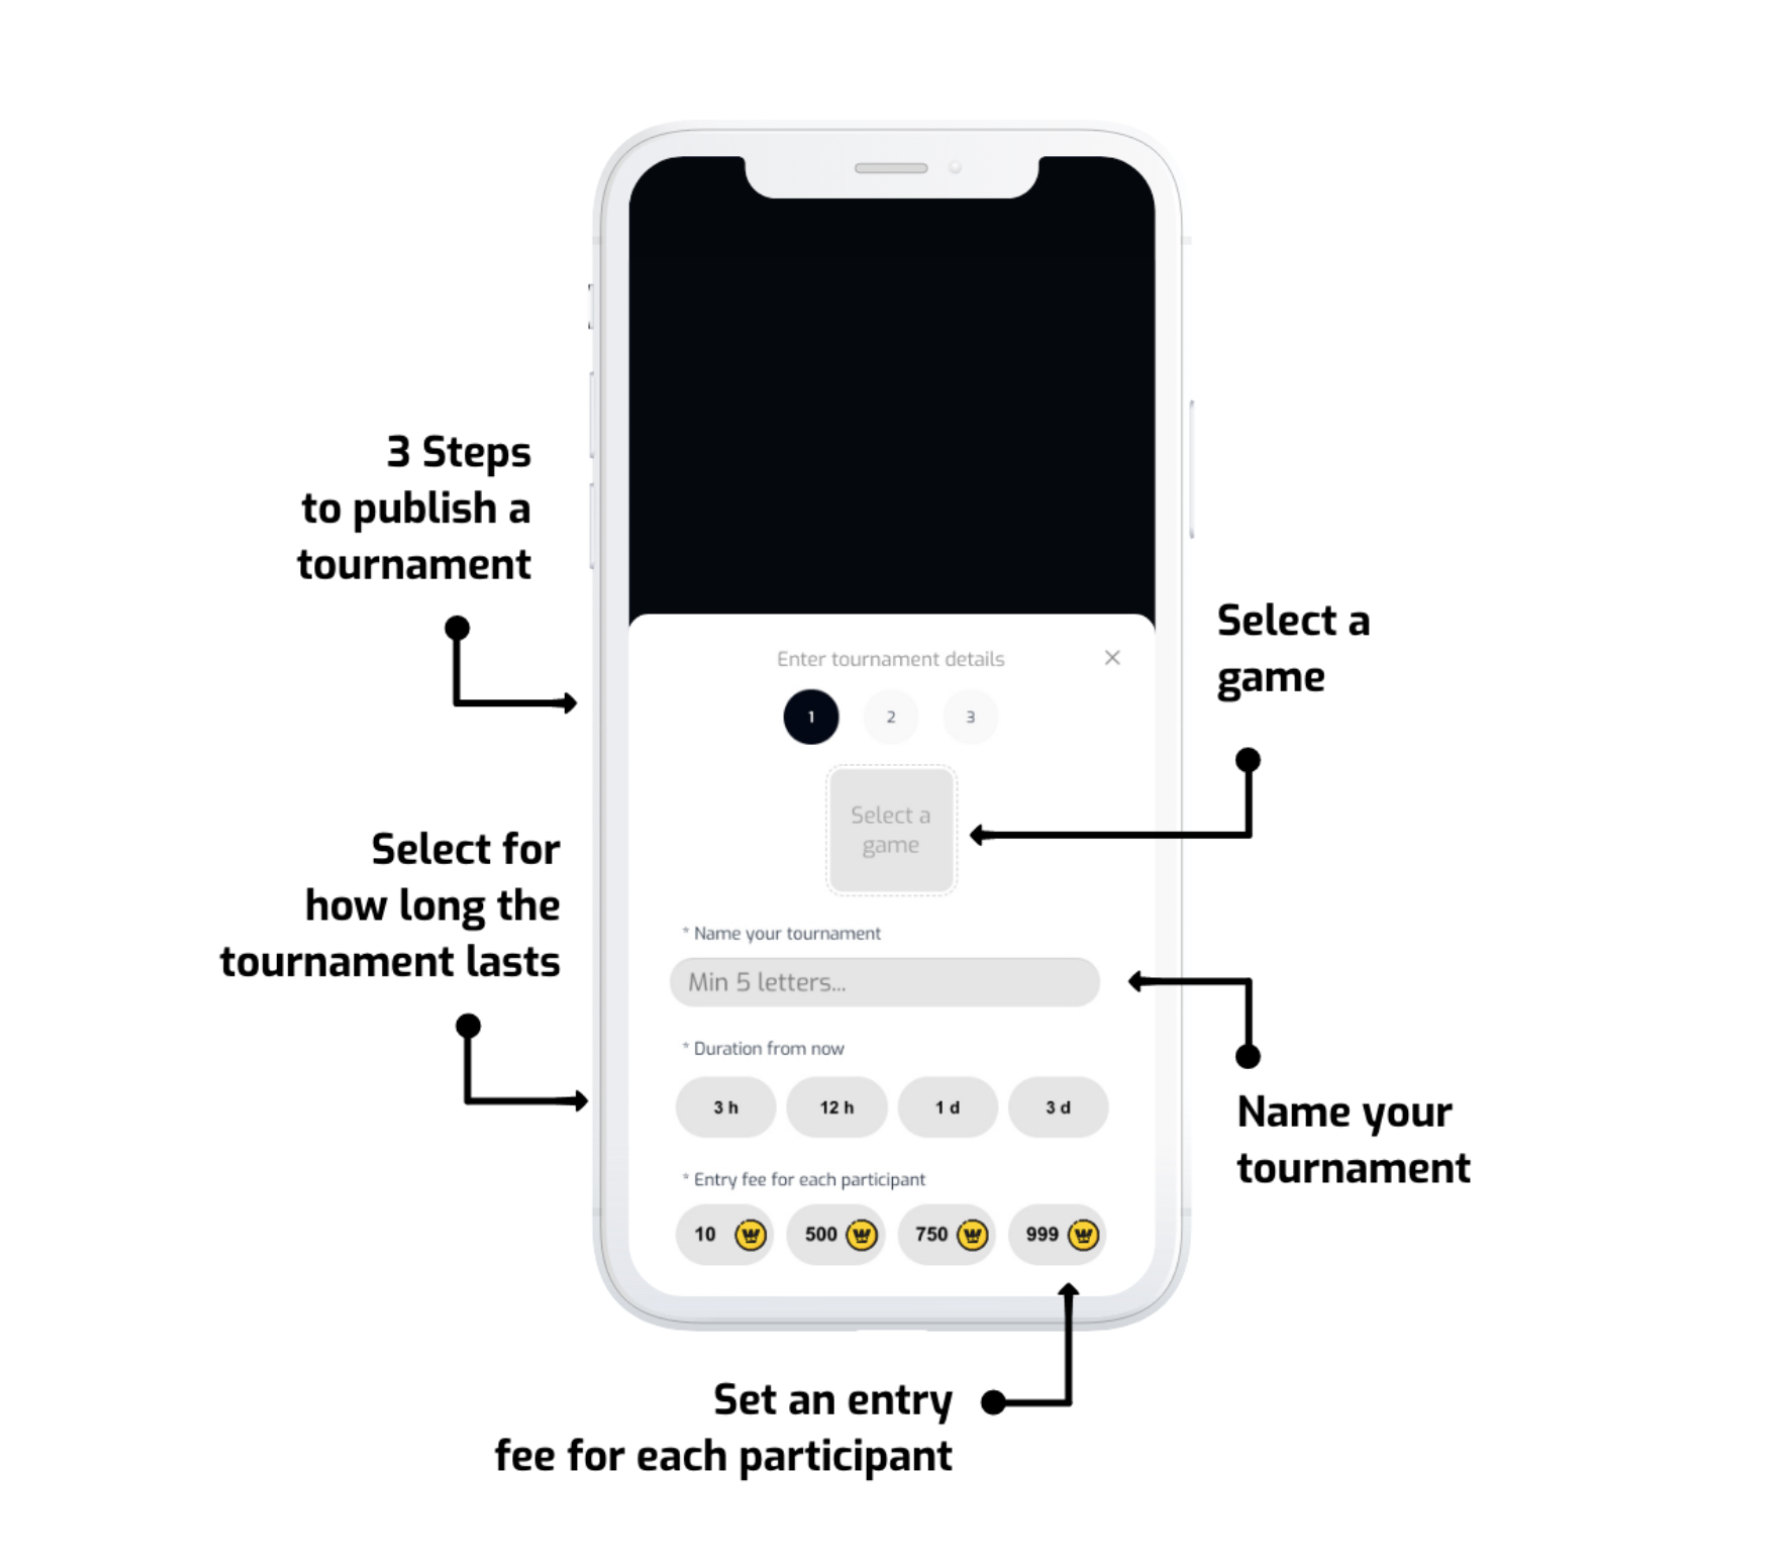 3 Steps
to publish a
tournament
Select a
game
Enter tournament details
1 2 3
Select a
game
Select for
how long the
tournament lasts
* Name your tournament
Min 5 letters...
* Duration from now
3 h 12 h 1 d 3 d
Name your
tournament
* Entry fee for each participant
10 500 750 999
Set an entry
fee for each participant